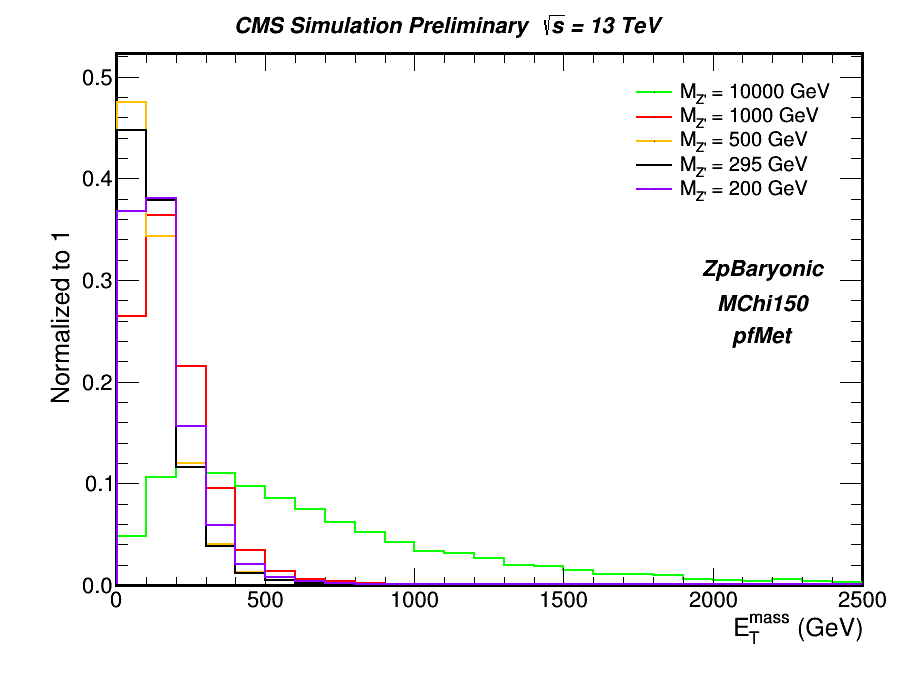 CMS Simulation Preliminary √s = 13 TeV
0.5
0.4
0.3
0.2
0.1
0.0
Normalized to 1
M_Z' = 10000 GeV
M_Z' = 1000 GeV
M_Z' = 500 GeV
M_Z' = 295 GeV
M_Z' = 200 GeV
ZpBaryonic
MChi150
pfMet
0 500 1000 1500 2000 2500
E_T^mass (GeV)